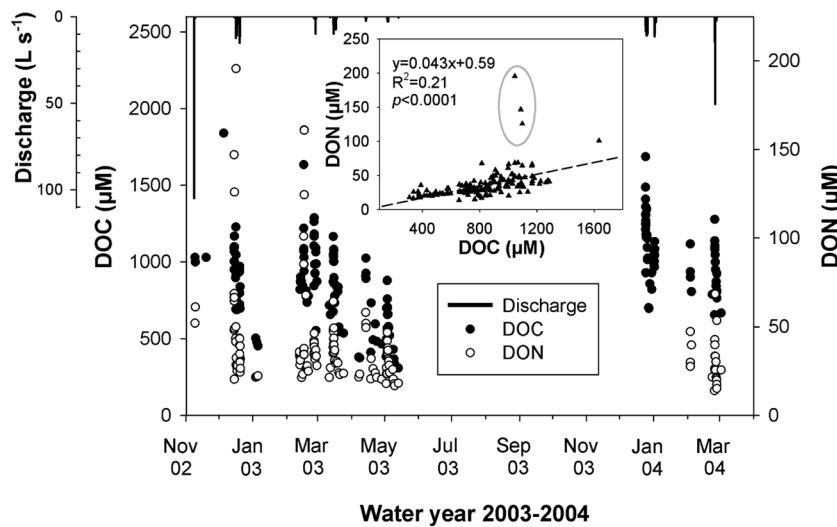 0
50
100
Discharge (L s⁻¹)
2500
2000
1500
1000
500
0
DOC (µM)
200
150
100
50
0
DON (µM)
250
200
150
100
50
0
DON (µM)
y=0.043x+0.59
R²=0.21
p<0.0001
400 800 1200 1600
DOC (µM)
Discharge
DOC
DON
Nov Jan Mar May Jul Sep Nov Jan Mar
02 03 03 03 03 03 03 04 04
Water year 2003-2004